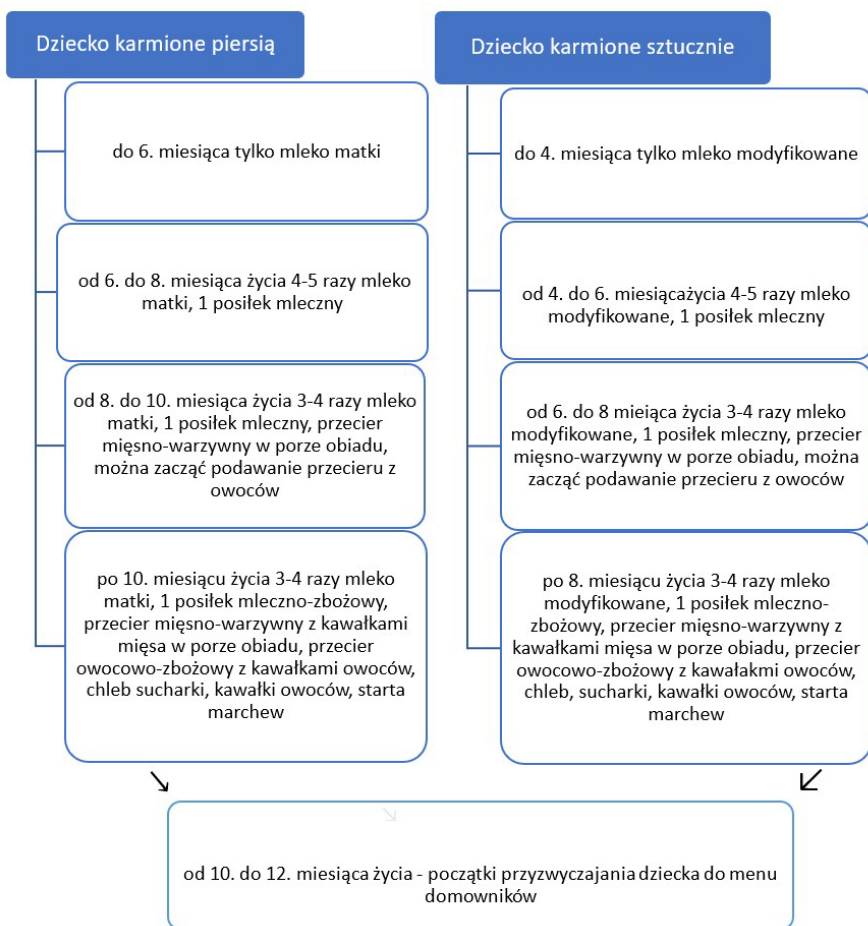 Dziecko karmione piersią
do 6. miesiąca tylko mleko matki
od 6. do 8. miesiąca życia 4-5 razy mleko
matki, 1 posiłek mleczny
od 8. do 10. miesiąca życia 3-4 razy mleko
matki, 1 posiłek mleczny, przecier
mięsno-warzywny w porze obiadu,
można zacząć podawanie przecieru z
owoców
po 10. miesiącu życia 3-4 razy mleko
matki, 1 posiłek mleczno-zbożowy,
przecier mięsno-warzywny z kawałkami
mięsa w porze obiadu, przecier
owocowo-zbożowy z kawałkami owoców,
chleb sucharki, kawałki owoców, starta
marchew
Dziecko karmione sztucznie
do 4. miesiąca tylko mleko modyfikowane
od 4. do 6. miesiącażycia 4-5 razy mleko
modyfikowane, 1 posiłek mleczny
od 6. do 8 mieiąca życia 3-4 razy mleko
modyfikowane, 1 posiłek mleczny, przecier
mięsno-warzywny w porze obiadu, można
zacząć podawanie przecieru z owoców
po 8. miesiącu życia 3-4 razy mleko
modyfikowane, 1 posiłek mleczno-
zbożowy, przecier mięsno-warzywny z
kawałkami mięsa w porze obiadu, przecier
owocowo-zbożowy z kawałakmi owoców,
chleb, sucharki, kawałki owoców, starta
marchew
od 10. do 12. miesiąca życia - początki przyzwyczajania dziecka do menu
domowników